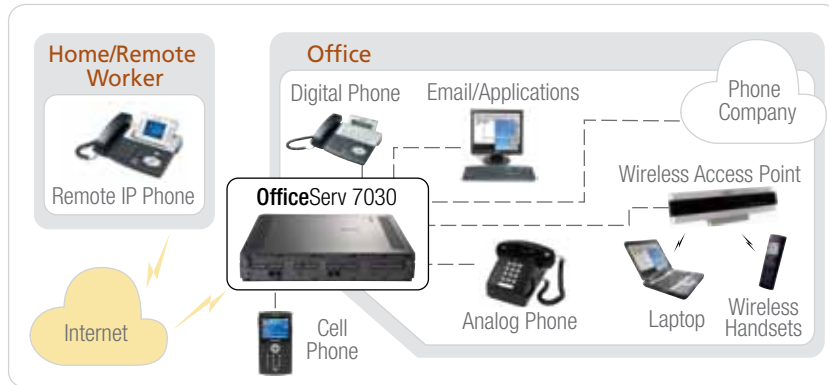 Home/Remote
Worker
Remote IP Phone
Internet
Office
Digital Phone
Email/Applications
Phone
Company
OfficeServ 7030
Wireless Access Point
Cell
Phone
Analog Phone
Laptop
Wireless
Handsets